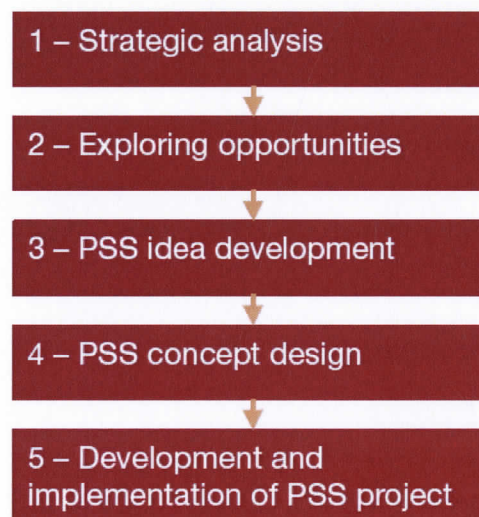 1 – Strategic analysis
2 – Exploring opportunities
3 – PSS idea development
4 – PSS concept design
5 – Development and
implementation of PSS project